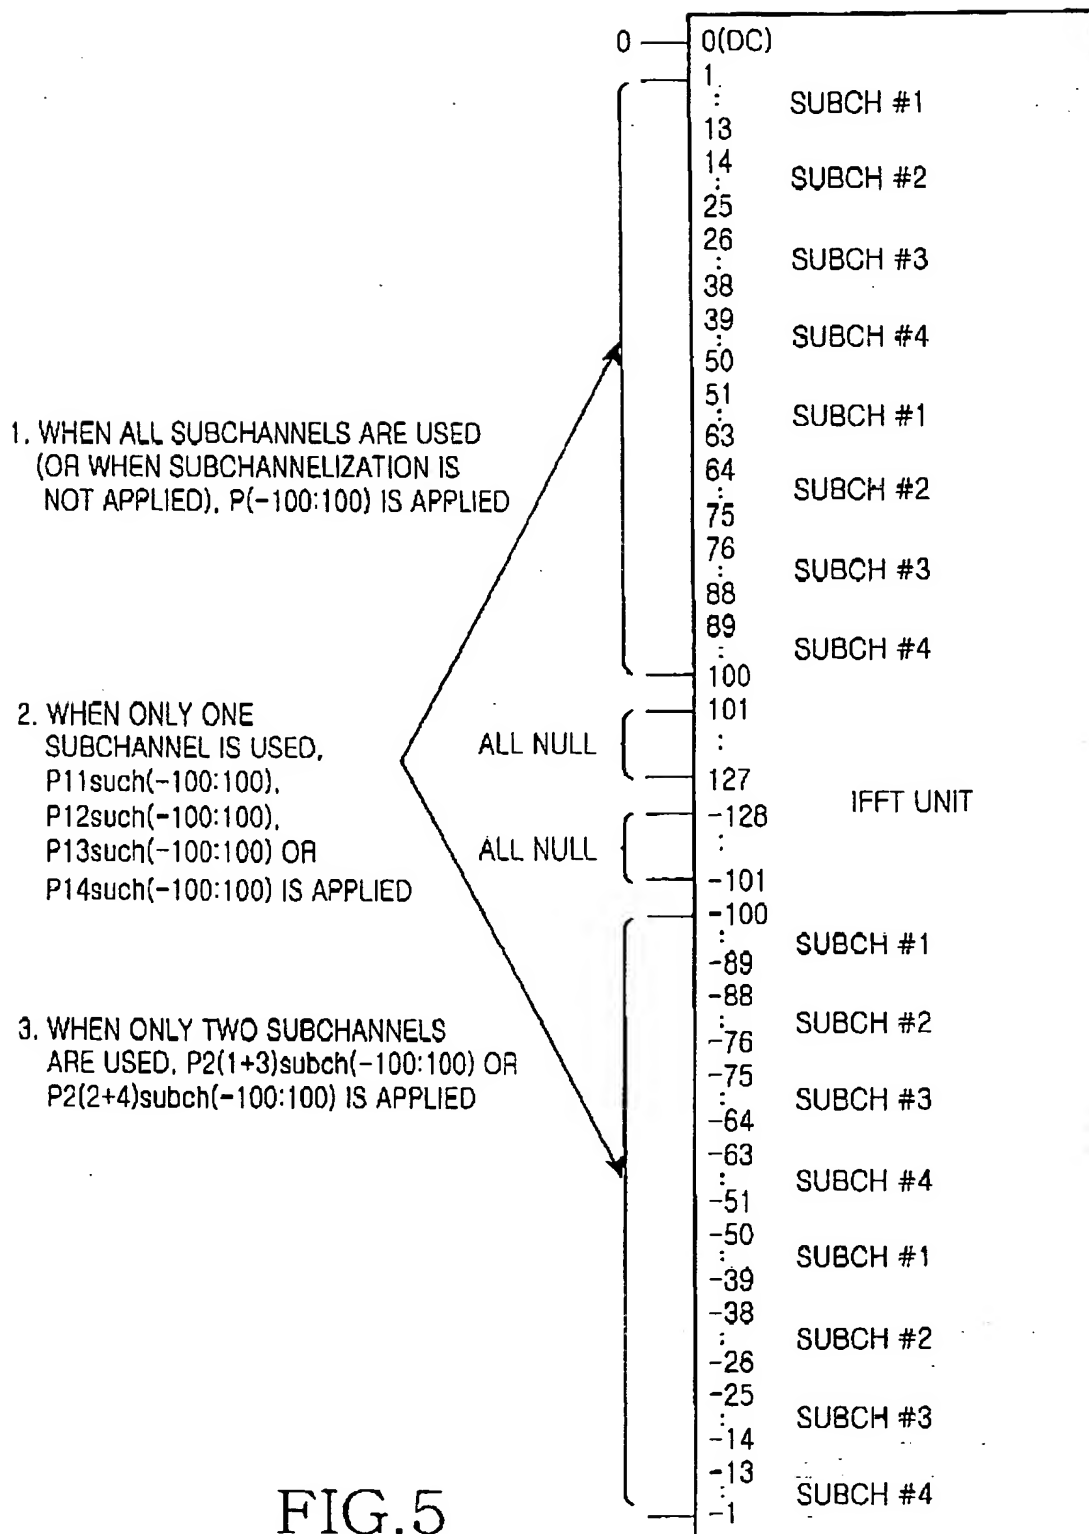 0 0(DC)
1
:
13
SUBCH #1
14
:
25
SUBCH #2
26
:
38
SUBCH #3
39
:
50
SUBCH #4
51
:
63
SUBCH #1
64
:
75
SUBCH #2
76
:
88
SUBCH #3
89
:
100
SUBCH #4
101
:
127
ALL NULL
-128
:
-101
ALL NULL
IFFT UNIT
-100
:
-89
SUBCH #1
-88
:
-76
SUBCH #2
-75
:
-64
SUBCH #3
-63
:
-51
SUBCH #4
-50
:
-39
SUBCH #1
-38
:
-26
SUBCH #2
-25
:
-14
SUBCH #3
-13
:
-1
SUBCH #4
1. WHEN ALL SUBCHANNELS ARE USED
(OR WHEN SUBCHANNELIZATION IS
NOT APPLIED), P(-100:100) IS APPLIED
2. WHEN ONLY ONE
SUBCHANNEL IS USED,
P11such(-100:100),
P12such(-100:100),
P13such(-100:100) OR
P14such(-100:100) IS APPLIED
3. WHEN ONLY TWO SUBCHANNELS
ARE USED, P2(1+3)subch(-100:100) OR
P2(2+4)subch(-100:100) IS APPLIED
FIG.5